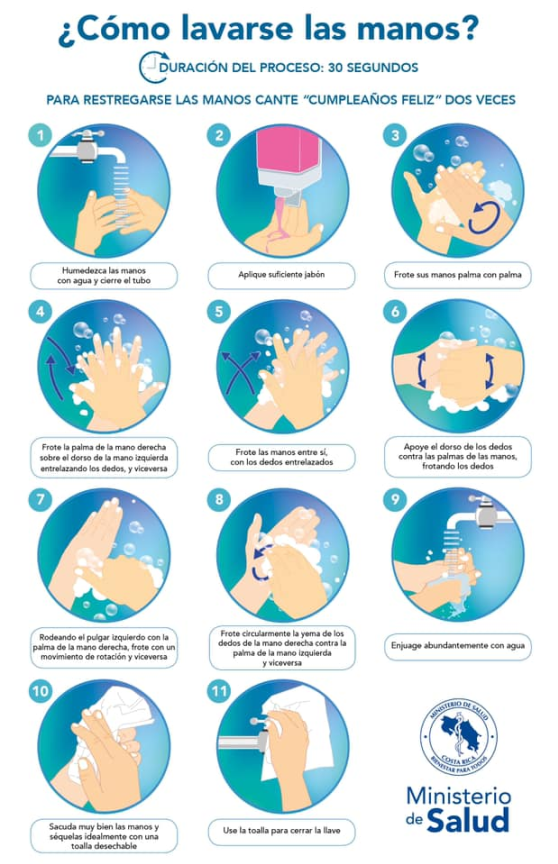 ¿Cómo lavarse las manos?
DURACIÓN DEL PROCESO: 30 SEGUNDOS
PARA RESTREGARSE LAS MANOS CANTE “CUMPLEAÑOS FELIZ” DOS VECES
1
Humedezca las manos
con agua y cierre el tubo
2
Aplique suficiente jabón
3
Frote sus manos palma con palma
4
Frote la palma de la mano derecha
sobre el dorso de la mano izquierda
entrelazando los dedos, y viceversa
5
Frote las manos entre sí,
con los dedos entrelazados
6
Apoye el dorso de los dedos
contra las palmas de las manos,
frotando los dedos
7
Rodeando el pulgar izquierdo con la
palma de la mano derecha, frote con un
movimiento de rotación y viceversa
8
Frote circularmente la yema de los
dedos de la mano derecha contra la
palma de la mano izquierda
y viceversa
9
Enjuage abundantemente con agua
10
Sacuda muy bien las manos y
séquelas idealmente con una
toalla desechable
11
Use la toalla para cerrar la llave
MINISTERIO DE SALUD
COSTA RICA
BIENESTAR PARA TODOS
Ministerio
de Salud